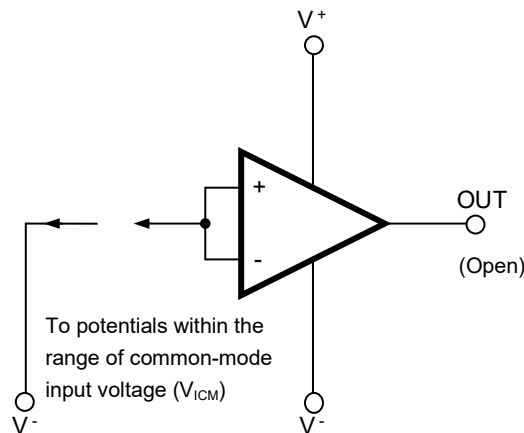 V+
+
OUT
-
(Open)
To potentials within the
range of common-mode
input voltage (VICM)
V-
V-